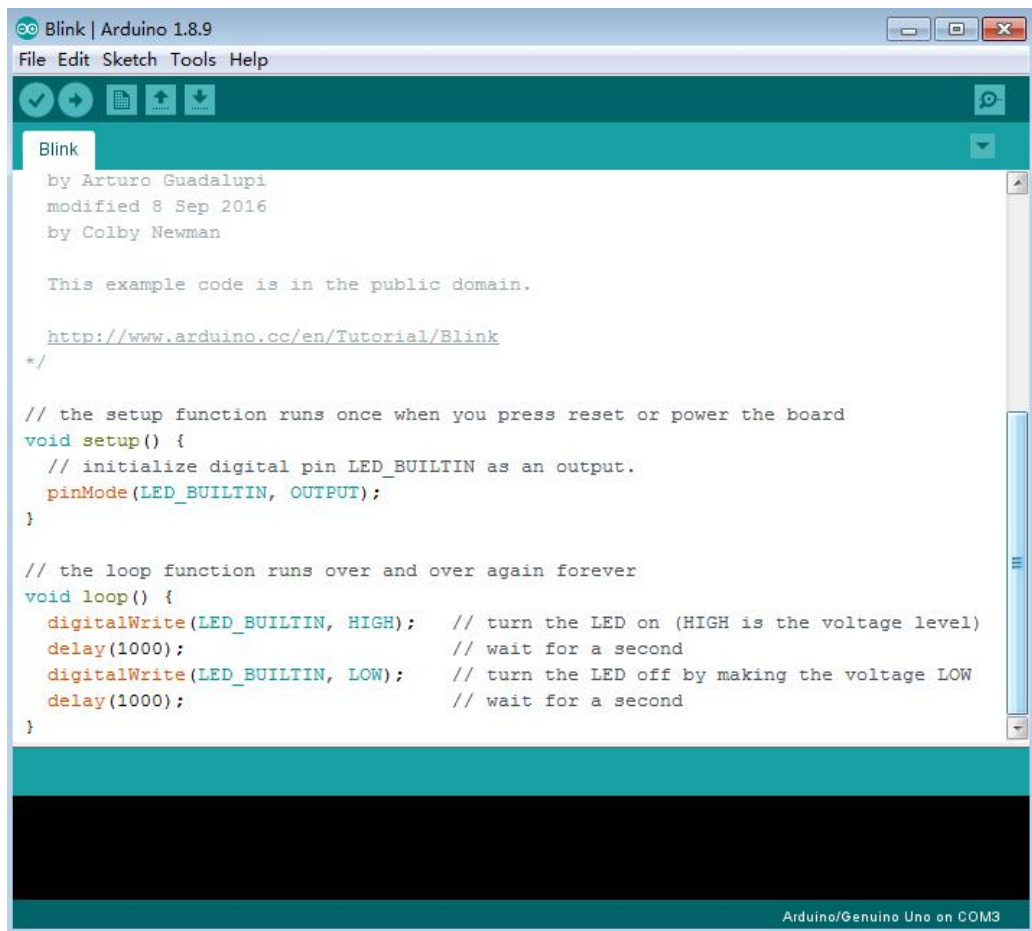 Blink | Arduino 1.8.9
File Edit Sketch Tools Help
Blink
by Arturo Guadalupi
modified 8 Sep 2016
by Colby Newman
This example code is in the public domain.
http://www.arduino.cc/en/Tutorial/Blink
*/
// the setup function runs once when you press reset or power the board
void setup() {
  // initialize digital pin LED_BUILTIN as an output.
  pinMode(LED_BUILTIN, OUTPUT);
}
// the loop function runs over and over again forever
void loop() {
  digitalWrite(LED_BUILTIN, HIGH);   // turn the LED on (HIGH is the voltage level)
  delay(1000);                       // wait for a second
  digitalWrite(LED_BUILTIN, LOW);    // turn the LED off by making the voltage LOW
  delay(1000);                       // wait for a second
}
Arduino/Genuino Uno on COM3